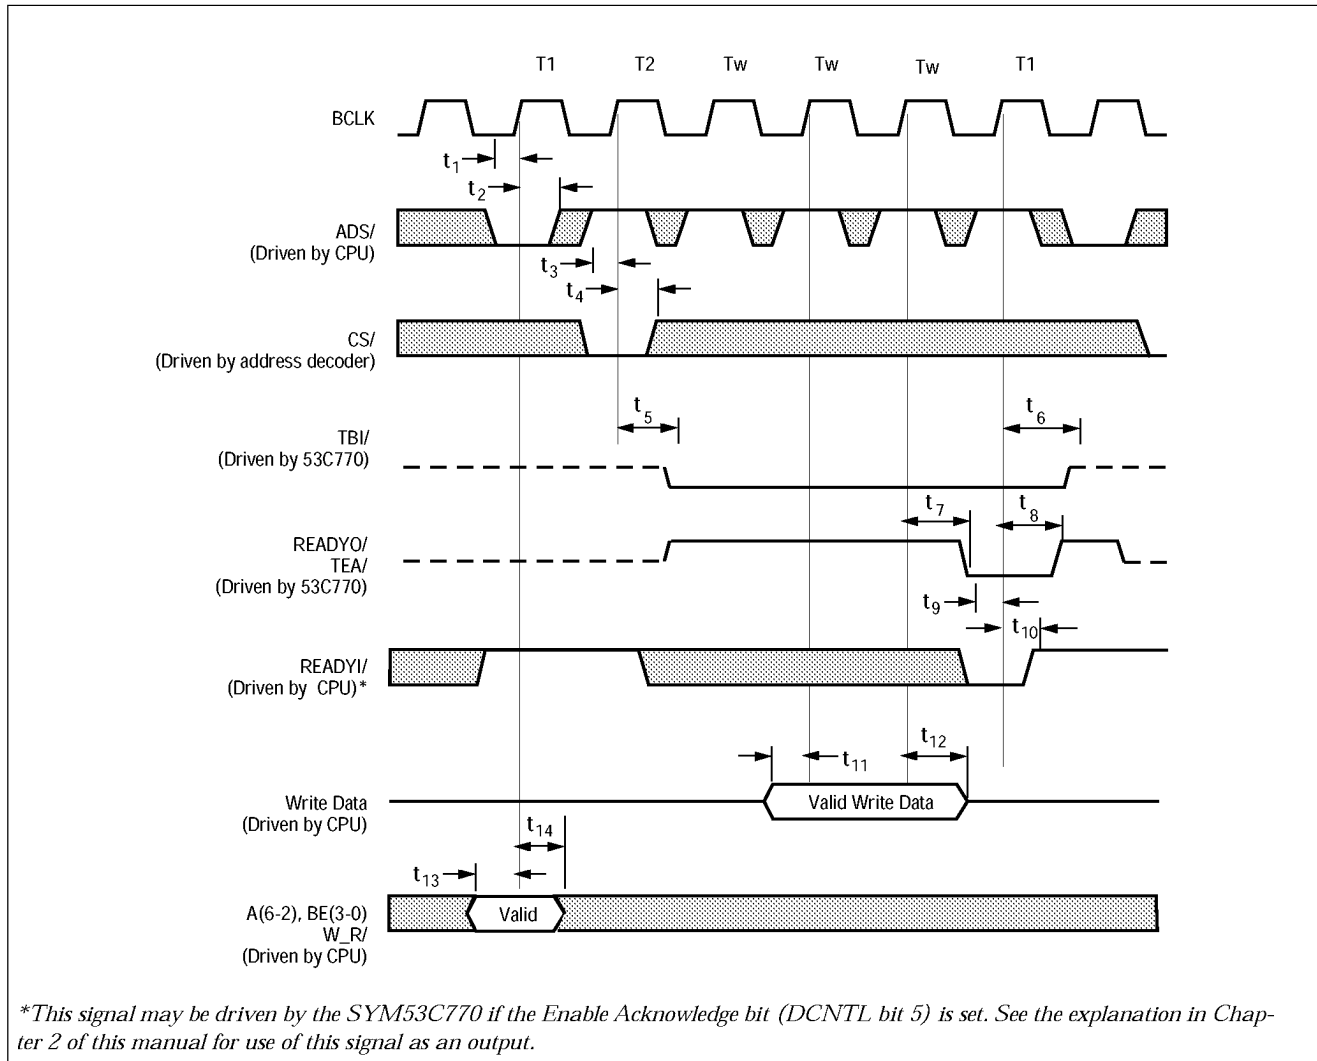 T1 T2 Tw Tw Tw T1
BCLK
t1
t2
ADS/
(Driven by CPU)
t3
t4
CS/
(Driven by address decoder)
t5 t6
TBI/
(Driven by 53C770)
t7 t8
READYO/
TEA/
(Driven by 53C770)
t9
t10
READYI/
(Driven by CPU)*
t12
t11
Write Data Valid Write Data
(Driven by CPU)
t14
t13
A(6-2), BE(3-0) Valid
W_R/
(Driven by CPU)
*This signal may be driven by the SYM53C770 if the Enable Acknowledge bit (DCNTL bit 5) is set. See the explanation in Chap-
ter 2 of this manual for use of this signal as an output.